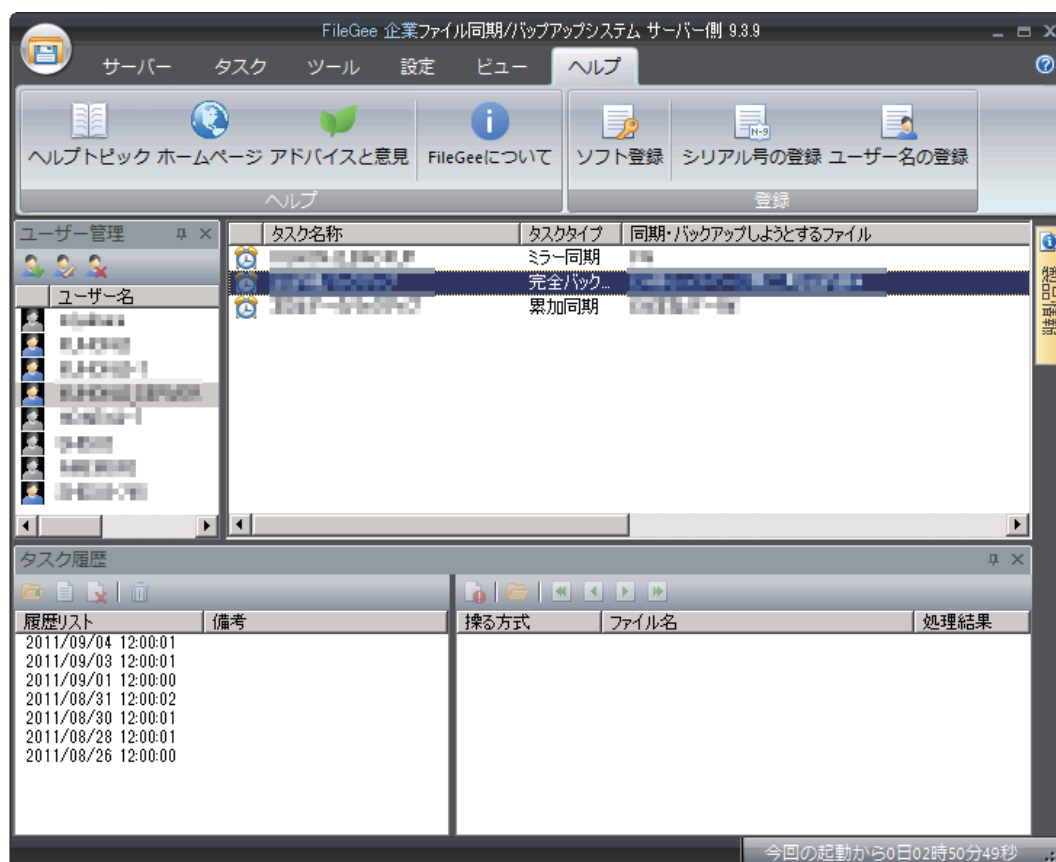 FileGee 企業ファイル同期/バップアップシステム サーバー側 9.3.9
サーバー タスク ツール 設定 ビュー ヘルプ
ヘルプトピック ホームページ アドバイスと意見 FileGeeについて ソフト登録 シリアル号の登録 ユーザー名の登録
N-9
ヘルプ 登録
ユーザー管理
ユーザー名
タスク名称 タスクタイプ 同期・バックアップしようとするファイル
ミラー同期
完全バック...
累加同期
製品情報
タスク履歴
履歴リスト 備考
操る方式 ファイル名 処理結果
2011/09/04 12:00:01
2011/09/03 12:00:01
2011/09/01 12:00:00
2011/08/31 12:00:02
2011/08/30 12:00:01
2011/08/28 12:00:01
2011/08/26 12:00:00
今回の起動から0日02時50分49秒